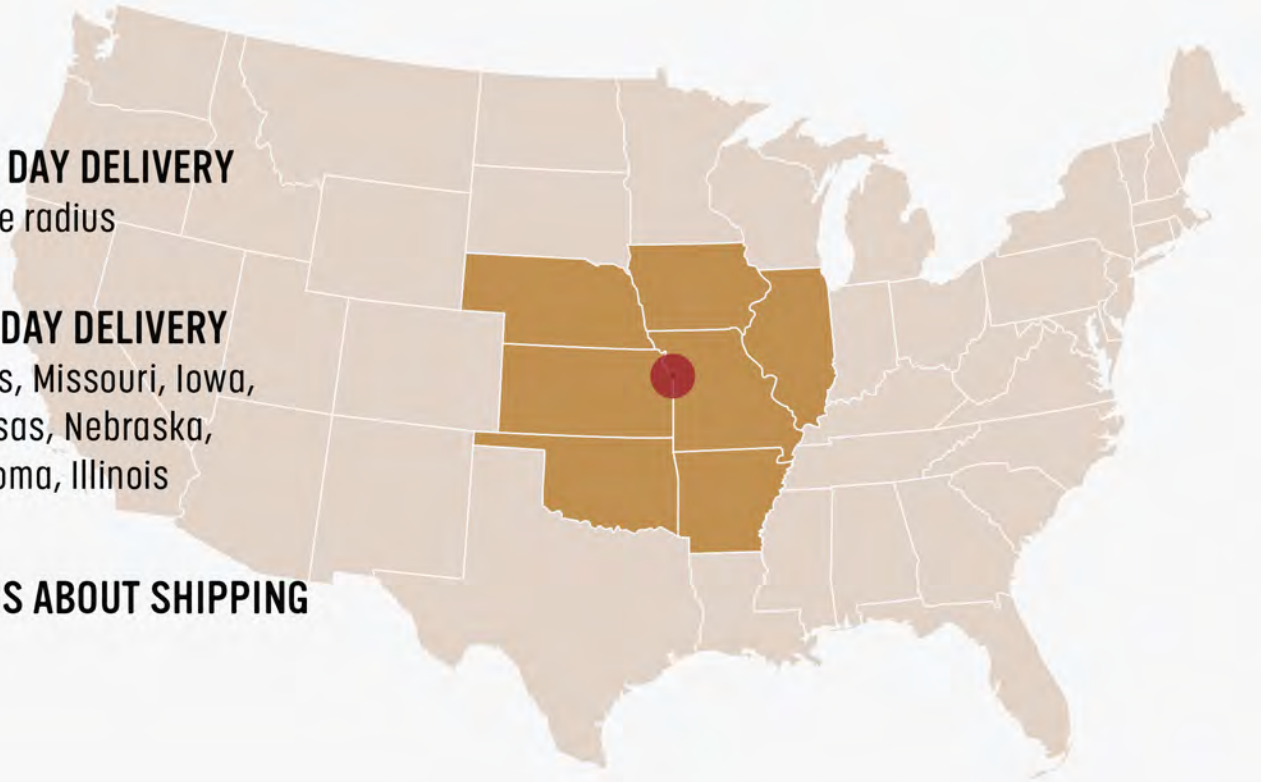 DAY DELIVERY
e radius
DAY DELIVERY
s, Missouri, Iowa,
sas, Nebraska,
oma, Illinois
S ABOUT SHIPPING